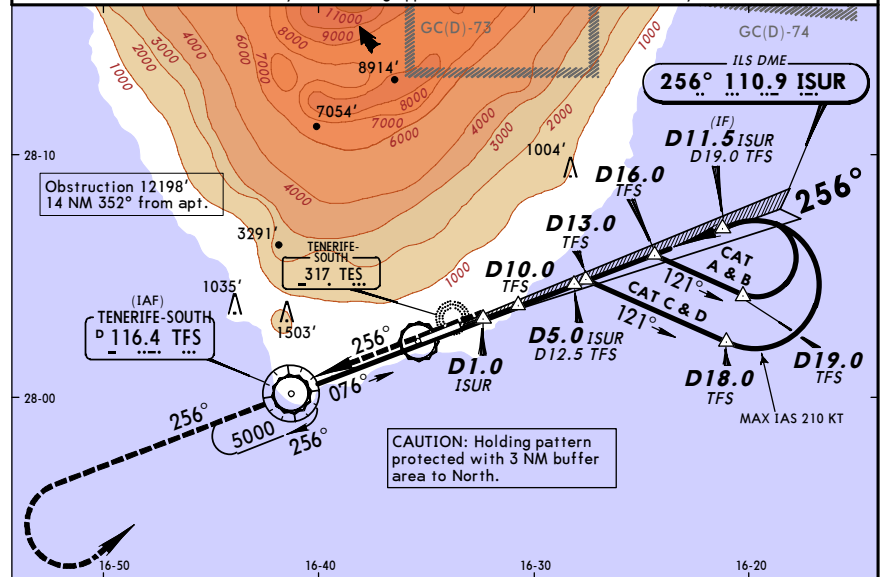 11000
9000
8000
7000
6000
4000
3000
2000
1000
8914'
7054'
8000
7000
6000
4000
3000
2000
1000
GC(D)-73
GC(D)-74
ILS DME
256° 110.9 ISUR
28-10
Obstruction 12198'
14 NM 352° from apt.
1004'
(IF)
D11.5 ISUR
D19.0 TFS
D16.0
TFS
256°
D13.0
TFS
4000
3291'
TENERIFE-
SOUTH
317 TES
1000
D10.0
TFS
CAT
A & B
121°
CAT C & D
121°
1035'
1503'
(IAF)
TENERIFE-SOUTH
D 116.4 TFS
256°
076°
D1.0
ISUR
D5.0 ISUR
D12.5 TFS
D18.0
TFS
D19.0
TFS
MAX IAS 210 KT
28-00
256°
5000
256°
CAUTION: Holding pattern
protected with 3 NM buffer
area to North.
16-50
16-40
16-30
16-20